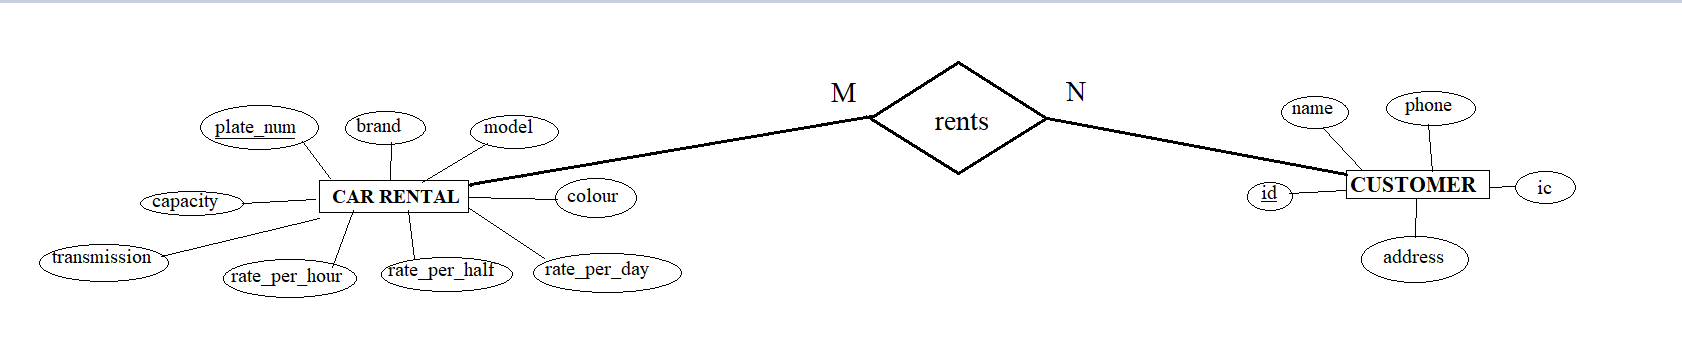 M
N
rents
plate_num
brand
model
name
phone
capacity
CAR RENTAL
colour
id
CUSTOMER
ic
transmission
rate_per_hour
rate_per_half
rate_per_day
address